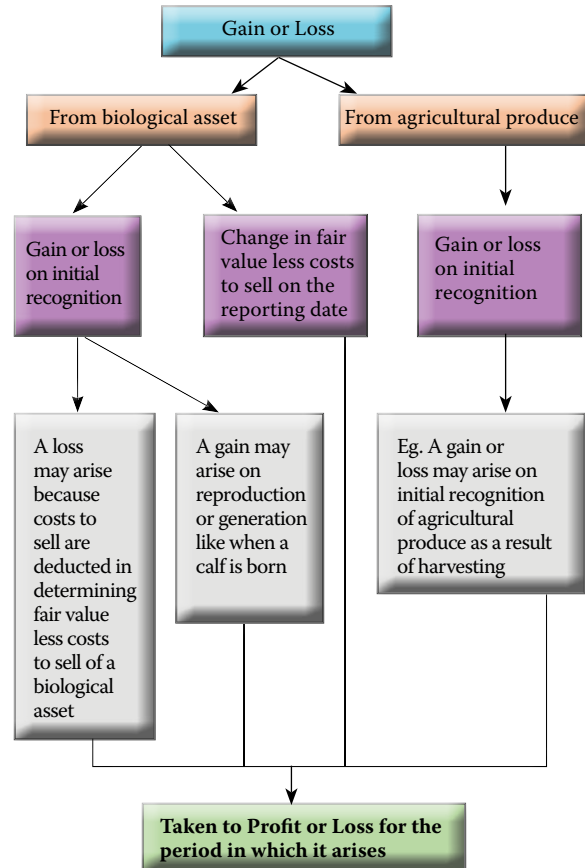 Gain or Loss
From biological asset
From agricultural produce
Gain or loss
on initial
recognition
Change in fair
value less costs
to sell on the
reporting date
Gain or loss
on initial
recognition
A loss
may arise
because
costs to
sell are
deducted in
determining
fair value
less costs
to sell of a
biological
asset
A gain may
arise on
reproduction
or generation
like when a
calf is born
Eg. A gain or
loss may arise on
initial recognition
of agricultural
produce as a result
of harvesting
Taken to Profit or Loss for the
period in which it arises